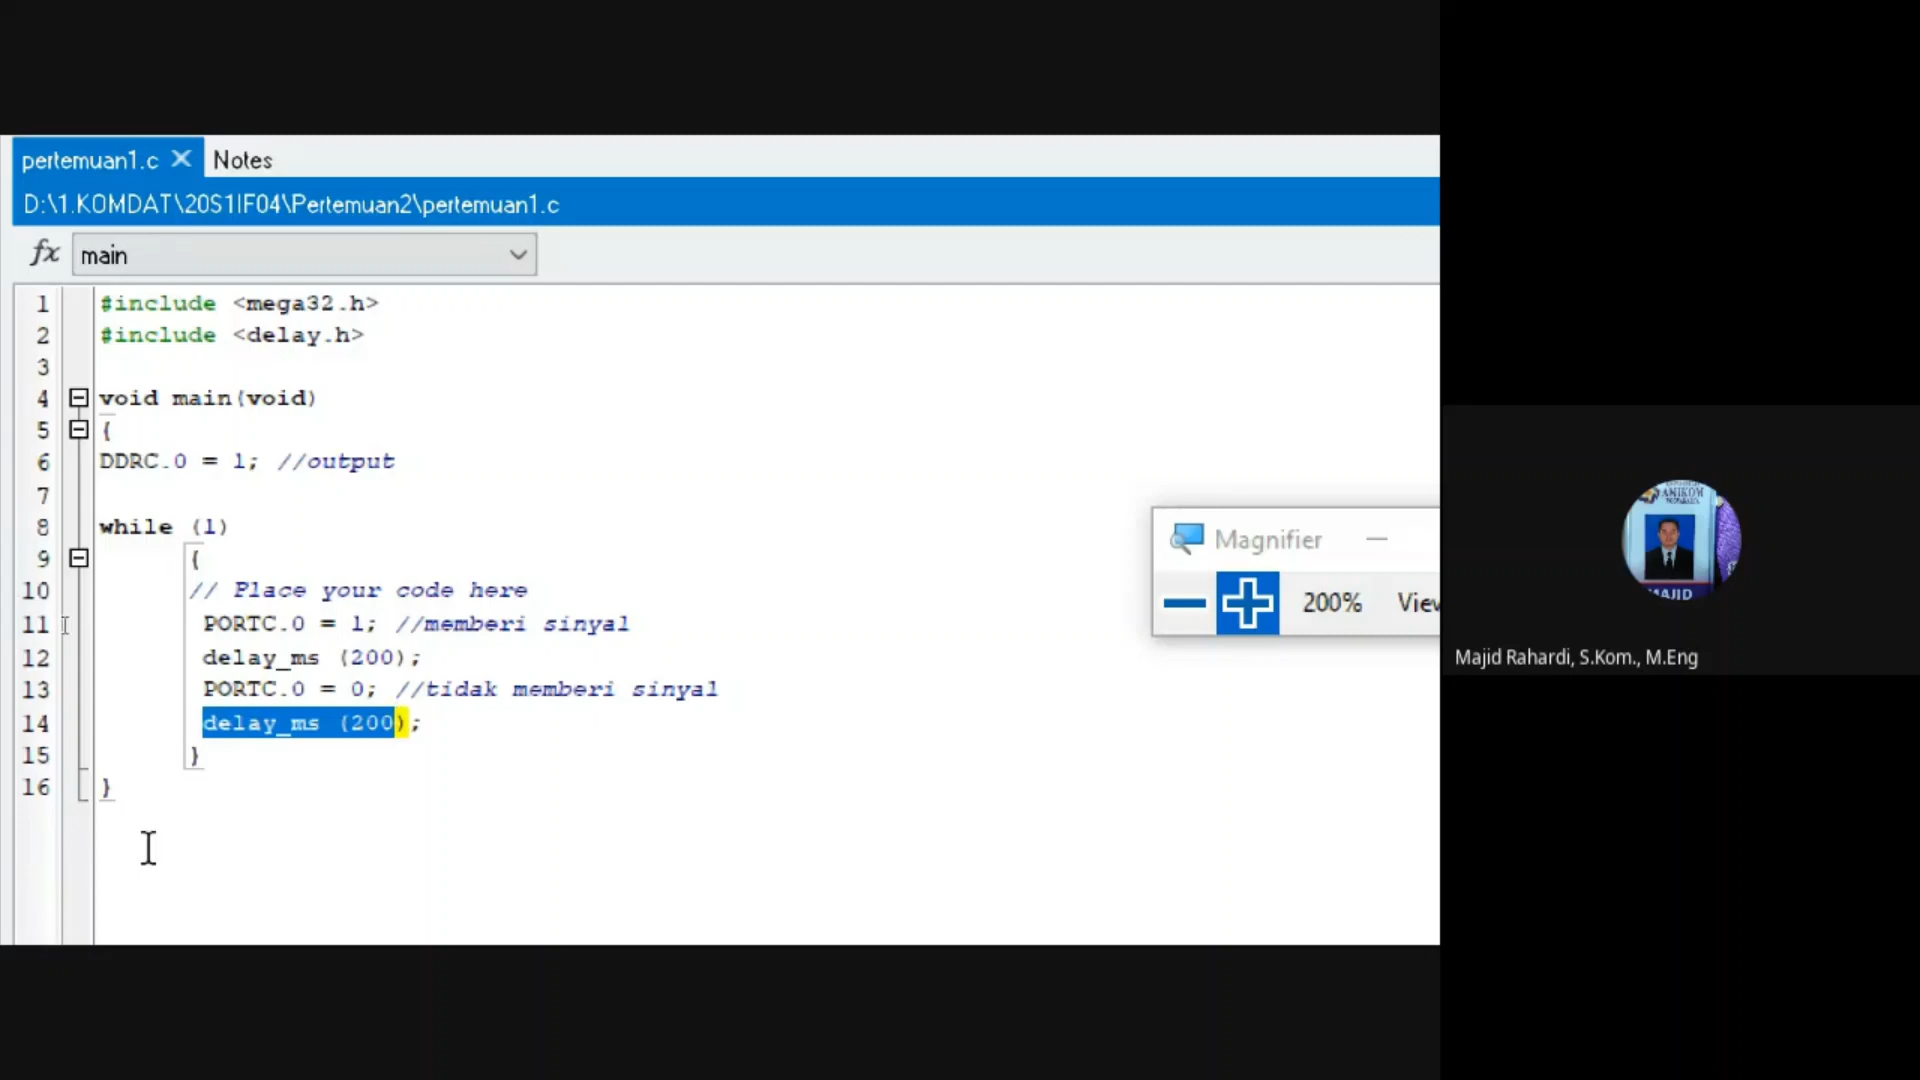 pertemuan1.c
Notes
D:\1.KOMDAT\20S1IF04\Pertemuan2\pertemuan1.c
fx main
1 #include <mega32.h>
2 #include <delay.h>
3
4 void main(void)
5 {
6 DDRC.0 = 1; //output
7
8 while (1)
9 {
10 // Place your code here
11 PORTC.0 = 1; //memberi sinyal
12 delay_ms (200);
13 PORTC.0 = 0; //tidak memberi sinyal
14 delay_ms (200);
15 }
16 }
Magnifier
200%
AMIKOM
MAJID
Majid Rahardi, S.Kom., M.Eng